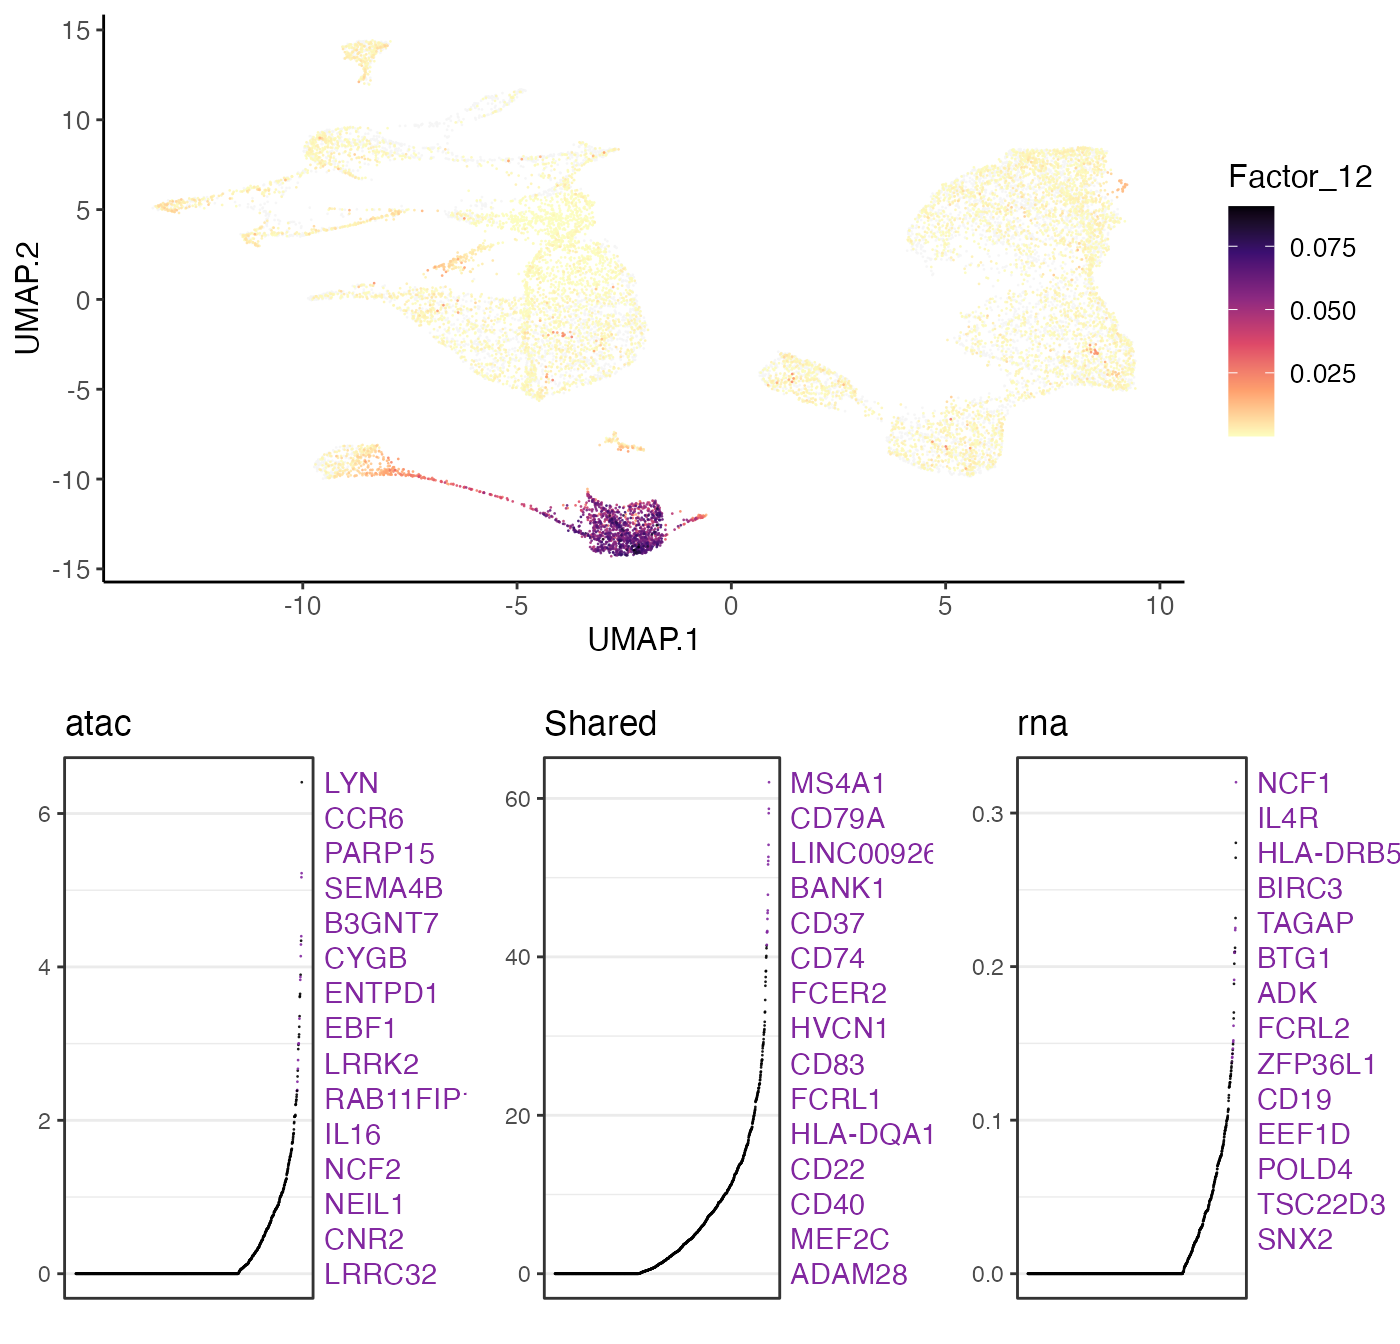 15
10
5
0
-5
-10
-15
UMAP.2
-10
-5
0
5
10
UMAP.1
Factor_12
0.075
0.050
0.025
atac
6
4
2
0
LYN
CCR6
PARP15
SEMA4B
B3GNT7
CYGB
ENTPD1
EBF1
LRRK2
RAB11FIP
IL16
NCF2
NEIL1
CNR2
LRRC32
Shared
60
40
20
0
MS4A1
CD79A
LINC00926
BANK1
CD37
CD74
FCER2
HVCN1
CD83
FCRL1
HLA-DQA1
CD22
CD40
MEF2C
ADAM28
rna
0.3
0.2
0.1
0.0
NCF1
IL4R
HLA-DRB5
BIRC3
TAGAP
BTG1
ADK
FCRL2
ZFP36L1
CD19
EEF1D
POLD4
TSC22D3
SNX2